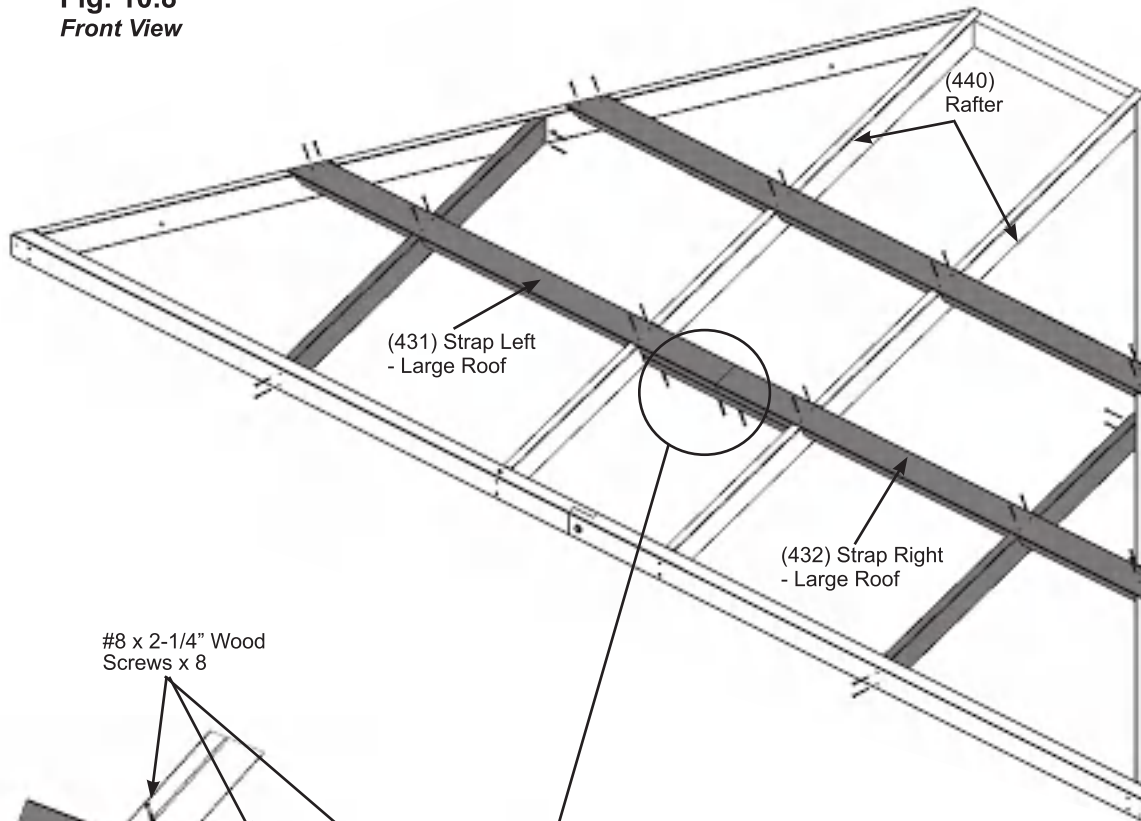 Fig. 10.8
Front View
(440)
Rafter
(431) Strap Left
- Large Roof
(432) Strap Right
- Large Roof
#8 x 2-1/4” Wood
Screws x 8